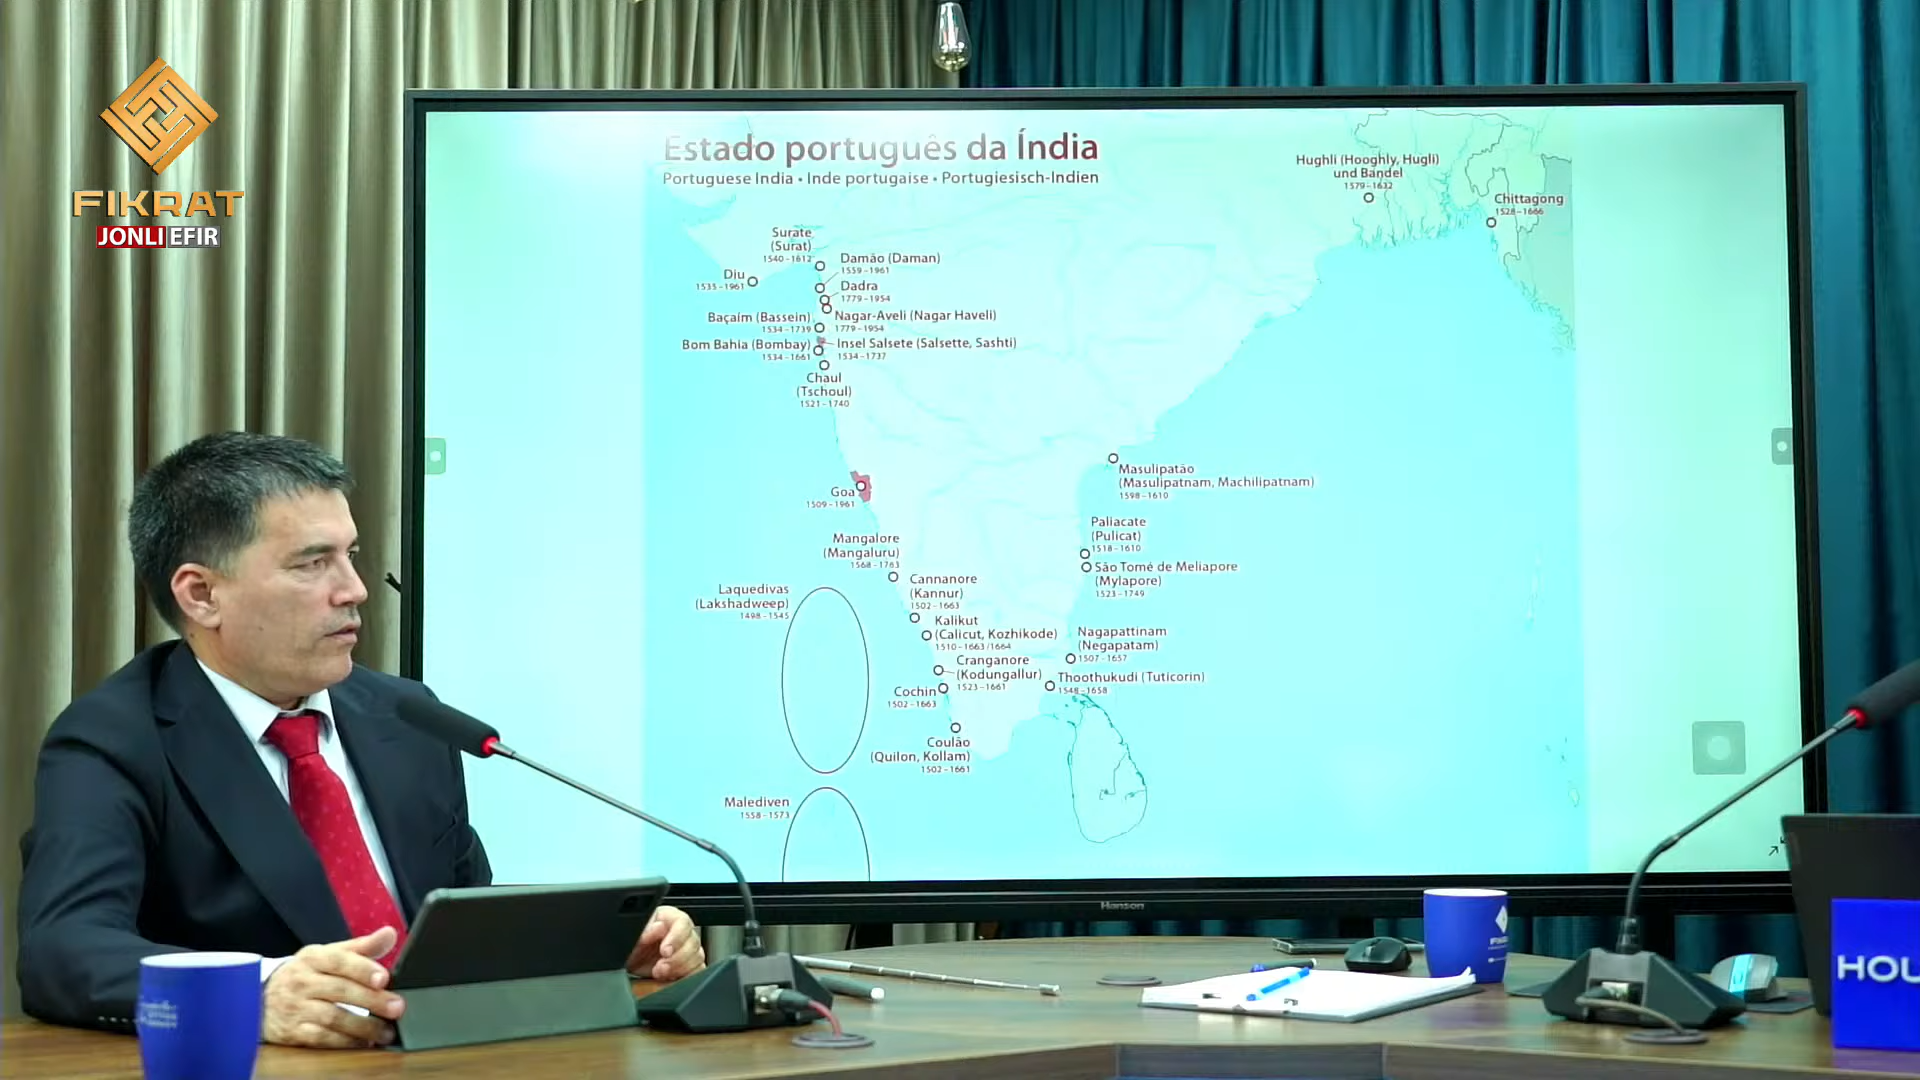 FIKRAT
JONLI EFIR
Estado português da Índia
Portuguese India • Inde portugaise • Portugiesisch-Indien
Hughli (Hooghly, Hugli)
und Bandel
1579–1632
Chittagong
1528–1666
Surate
(Surat)
1540–1612
Damão (Daman)
1559–1961
Diu
1535–1961
Dadra
1779–1954
Baçaím (Bassein)
1534–1739
Nagar-Aveli (Nagar Haveli)
1779–1954
Bom Bahia (Bombay)
1534–1661
Insel Salsete (Salsette, Sashti)
1534–1737
Chaul
(Tschoul)
1521–1740
Masulipatão
(Masulipatnam, Machilipatnam)
1598–1610
Goa
1509–1961
Paliacate
(Pulicat)
1518–1610
Mangalore
(Mangaluru)
1568–1763
São Tomé de Meliapore
(Mylapore)
1523–1749
Cannanore
(Kannur)
1502–1663
Laquedivas
(Lakshadweep)
1498–1545
Kalikut
(Calicut, Kozhikode)
1510–1663/1664
Nagapattinam
(Negapatam)
1507–1657
Cranganore
(Kodungallur)
1523–1661
Thoothukudi (Tuticorin)
1548–1658
Cochin
1502–1663
Coulão
(Quilon, Kollam)
1502–1661
Malediven
1558–1573
Hanson
HOU